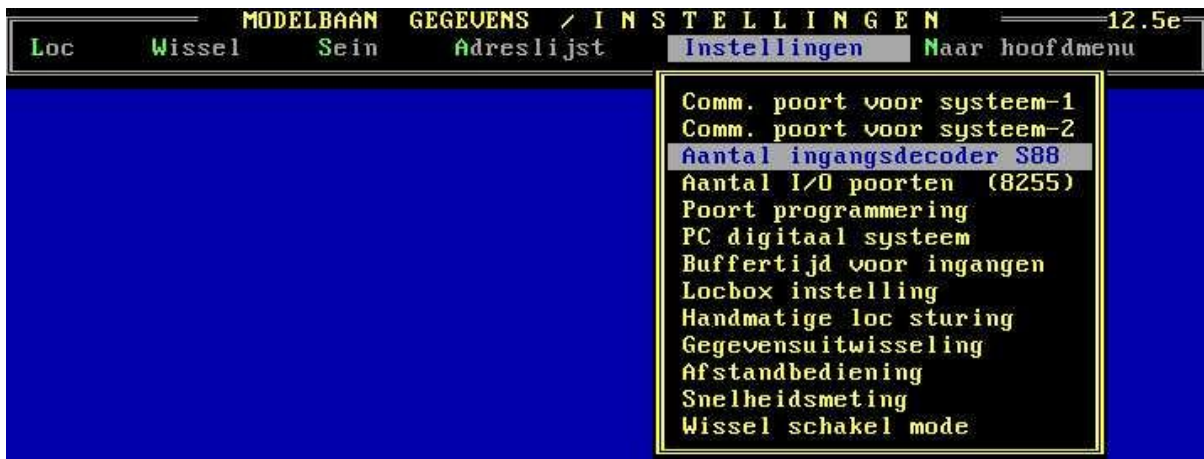 MODELBAAN GEGEVENS / I N S T E L L I N G E N 12.5e
Loc Wissel Sein Adreslijst Instellingen Naar hoofdmenu
Comm. poort voor systeem-1
Comm. poort voor systeem-2
Aantal ingangsdecoder S88
Aantal I/O poorten (8255)
Poort programmering
PC digitaal systeem
Buffertijd voor ingangen
Locbox instelling
Handmatige loc sturing
Gegevensuitwisseling
Afstandbediening
Snelheidsmeting
Wissel schakel mode